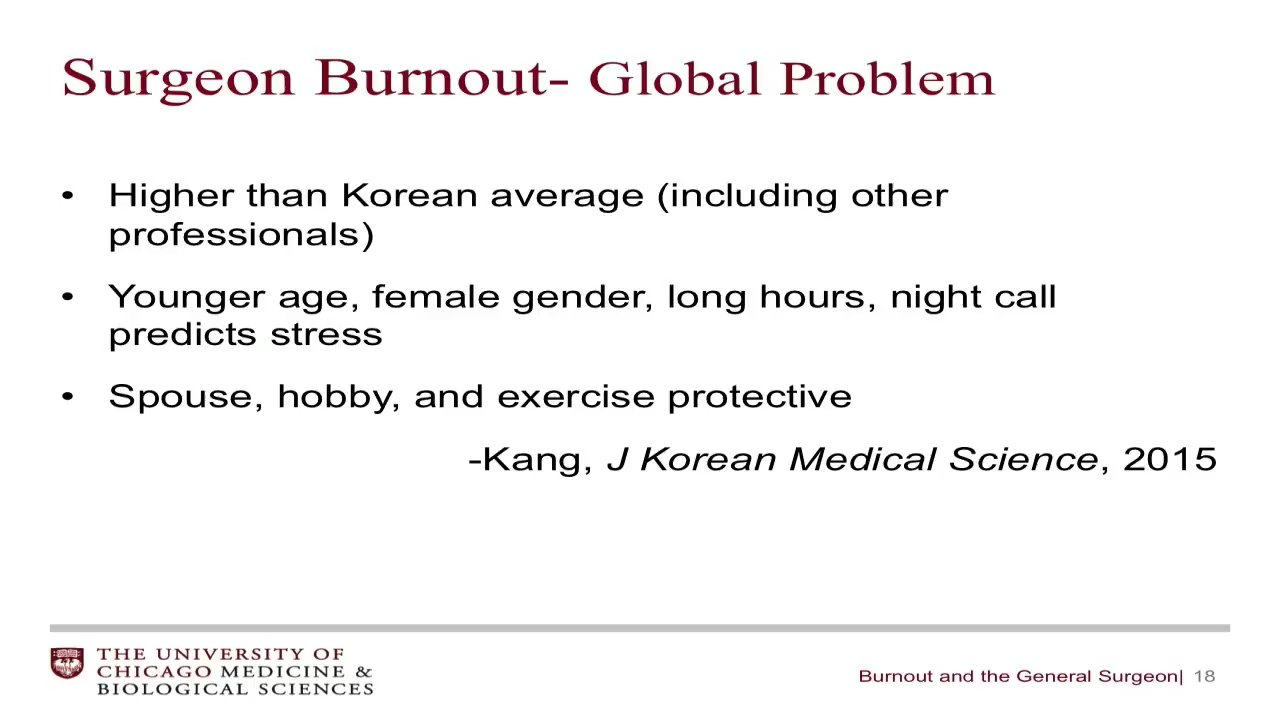 Surgeon Burnout- Global Problem
• Higher than Korean average (including other
professionals)
• Younger age, female gender, long hours, night call
predicts stress
• Spouse, hobby, and exercise protective
-Kang, J Korean Medical Science, 2015
THE UNIVERSITY OF
CHICAGO MEDICINE &
BIOLOGICAL SCIENCES
Burnout and the General Surgeon| 18